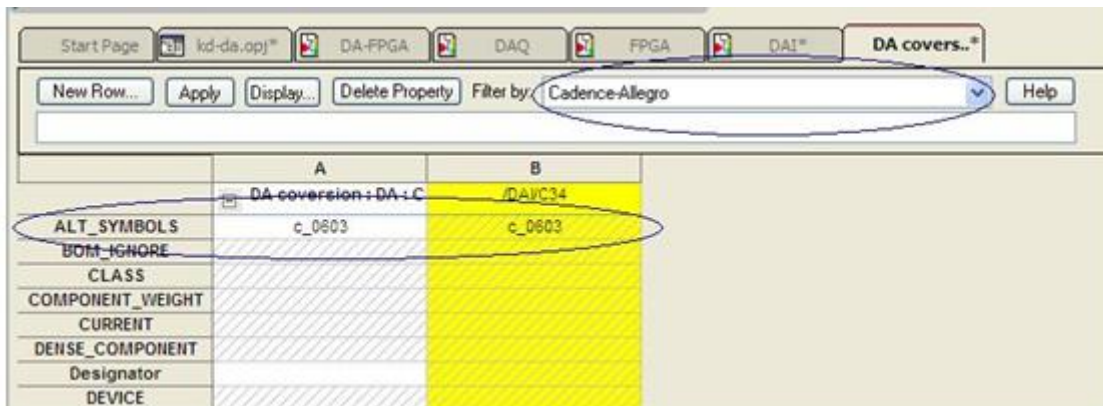 Start Page kd-da.opj* DA-FPGA DAQ FPGA DAI* DA covers..*
New Row... Apply Display... Delete Property Filter by: Cadence-Allegro Help
A B
DA coversion : DA : C /DAI/C34
ALT_SYMBOLS c_0603 c_0603
BOM_IGNORE
CLASS
COMPONENT_WEIGHT
CURRENT
DENSE_COMPONENT
Designator
DEVICE